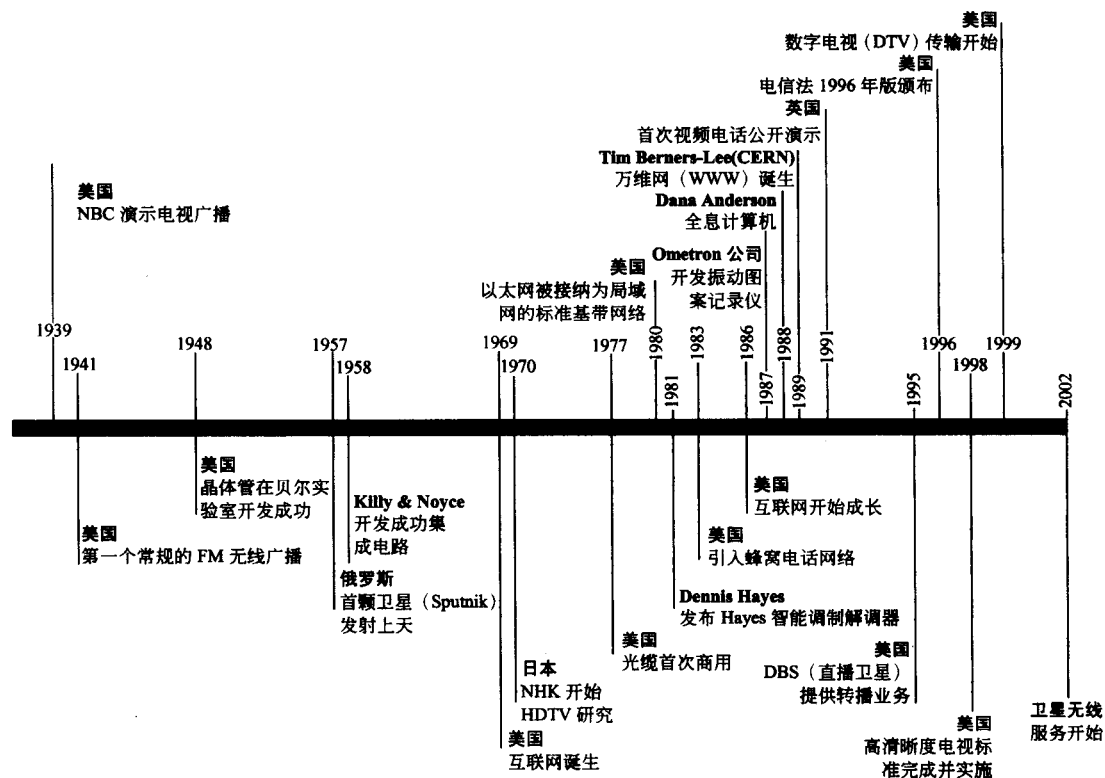 美国
数字电视（DTV）传输开始
美国
电信法 1996 年版颁布
英国
首次视频电话公开演示
Tim Berners-Lee(CERN)
万维网（WWW）诞生
Dana Anderson
全息计算机
Ometron 公司
开发振动图
案记录仪
美国
以太网被接纳为局域
网的标准基带网络
美国
NBC 演示电视广播
1939
1941
1948
1957
1958
1969
1970
1977
1980
1981
1983
1986
1987
1988
1989
1991
1995
1996
1998
1999
2002
美国
晶体管在贝尔实
验室开发成功
美国
第一个常规的 FM 无线广播
Killy & Noyce
开发成功集
成电路
俄罗斯
首颗卫星（Sputnik）
发射上天
日本
NHK 开始
HDTV 研究
美国
互联网诞生
美国
光缆首次商用
Dennis Hayes
发布 Hayes 智能调制解调器
美国
引入蜂窝电话网络
美国
互联网开始成长
美国
DBS（直播卫星）
提供转播业务
美国
高清晰度电视标
准完成并实施
卫星无线
服务开始